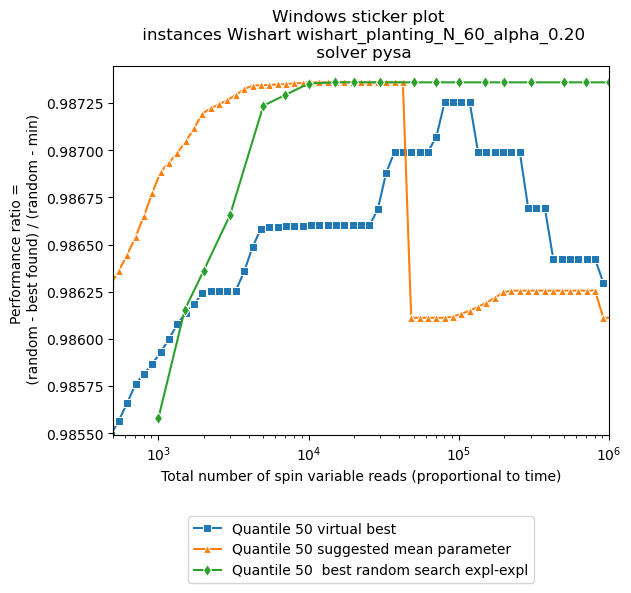 Windows sticker plot
instances Wishart wishart_planting_N_60_alpha_0.20
solver pysa
Performance ratio =
(random - best found) / (random - min)
0.98725
0.98700
0.98675
0.98650
0.98625
0.98600
0.98575
0.98550
10³
10⁴
10⁵
10⁶
Total number of spin variable reads (proportional to time)
Quantile 50 virtual best
Quantile 50 suggested mean parameter
Quantile 50  best random search expl-expl